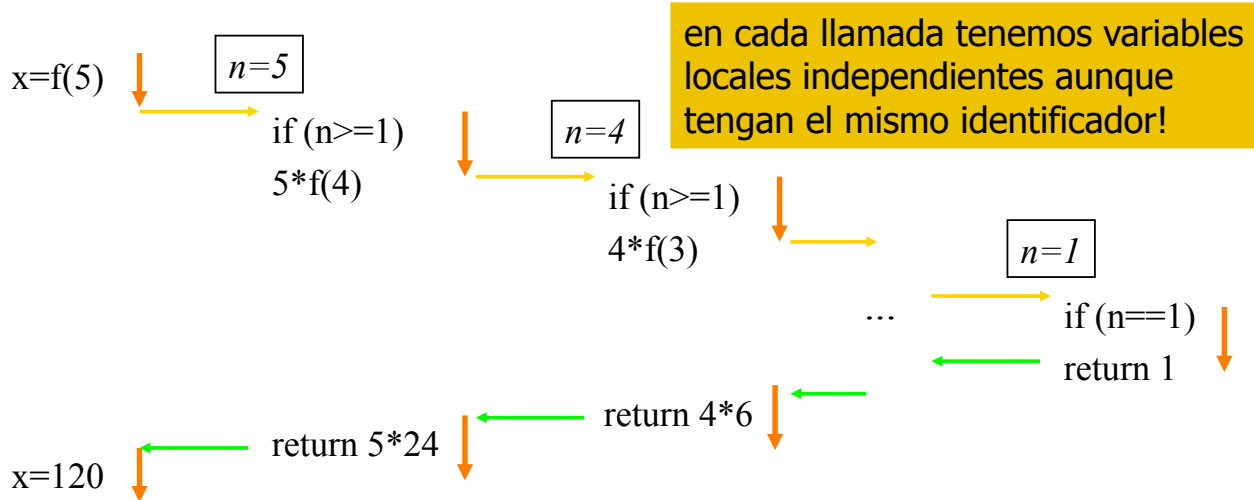 en cada llamada tenemos variables
locales independientes aunque
tengan el mismo identificador!
x=f(5)
n=5
if (n>=1)
5*f(4)
n=4
if (n>=1)
4*f(3)
...
n=1
if (n==1)
return 1
return 4*6
return 5*24
x=120